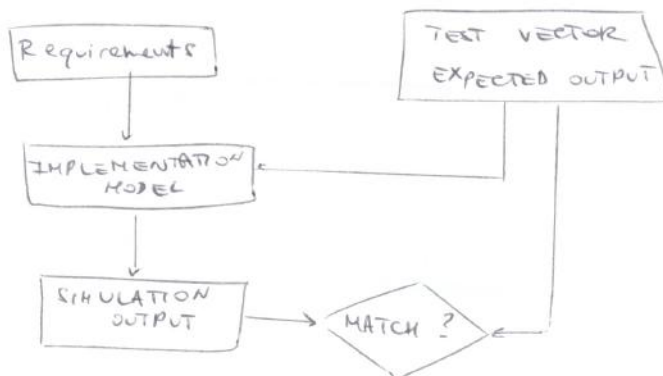 Requirements
TEST VECTOR
EXPECTED OUTPUT
IMPLEMENTATION
MODEL
SIMULATION
OUTPUT
MATCH ?